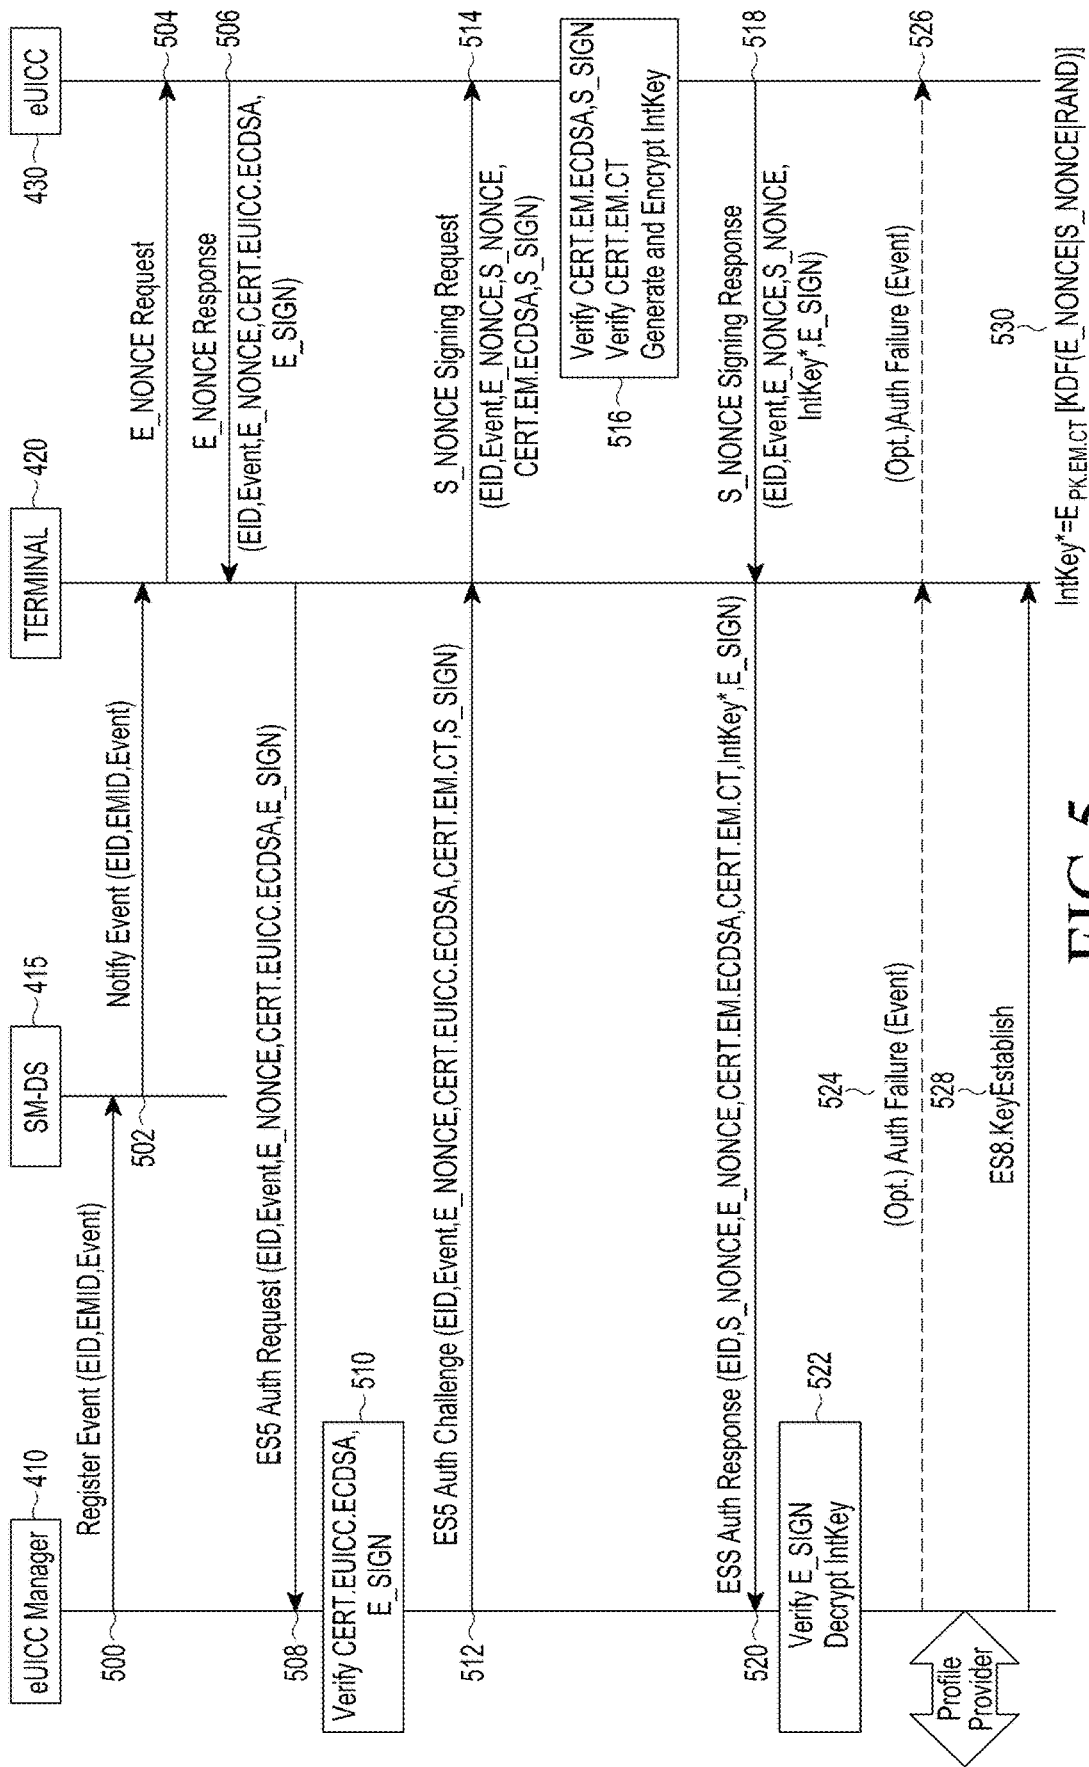 eUICC Manager
410
SM-DS
415
TERMINAL
420
eUICC
430
Register Event (EID,EMID,Event)
500
Notify Event (EID,EMID,Event)
502
E_NONCE Request
504
E_NONCE Response
(EID,Event,E_NONCE,CERT.EUICC.ECDSA,
E_SIGN)
506
ES5 Auth Request (EID,Event,E_NONCE,CERT.EUICC.ECDSA,E_SIGN)
508
Verify CERT.EUICC.ECDSA,
E_SIGN
510
ES5 Auth Challenge (EID,Event,E_NONCE,CERT.EUICC.ECDSA,CERT.EM.CT,S_SIGN)
512
S_NONCE Signing Request
(EID,Event,E_NONCE,S_NONCE,
CERT.EM.ECDSA,S_SIGN)
514
Verify CERT.EM.ECDSA,S_SIGN
Verify CERT.EM.CT
Generate and Encrypt IntKey
516
S_NONCE Signing Response
(EID,Event,E_NONCE,S_NONCE,
IntKey*,E_SIGN)
518
ESS Auth Response (EID,S_NONCE,E_NONCE,CERT.EM.ECDSA,CERT.EM.CT,IntKey*,E_SIGN)
520
Verify E_SIGN
Decrypt IntKey
522
524
(Opt.) Auth Failure (Event)
(Opt.)Auth Failure (Event)
526
Profile
Provider
528
ES8.KeyEstablish
530
IntKey*=E PK.EM.CT [KDF(E_NONCE|S_NONCE|RAND)]
FIG.5